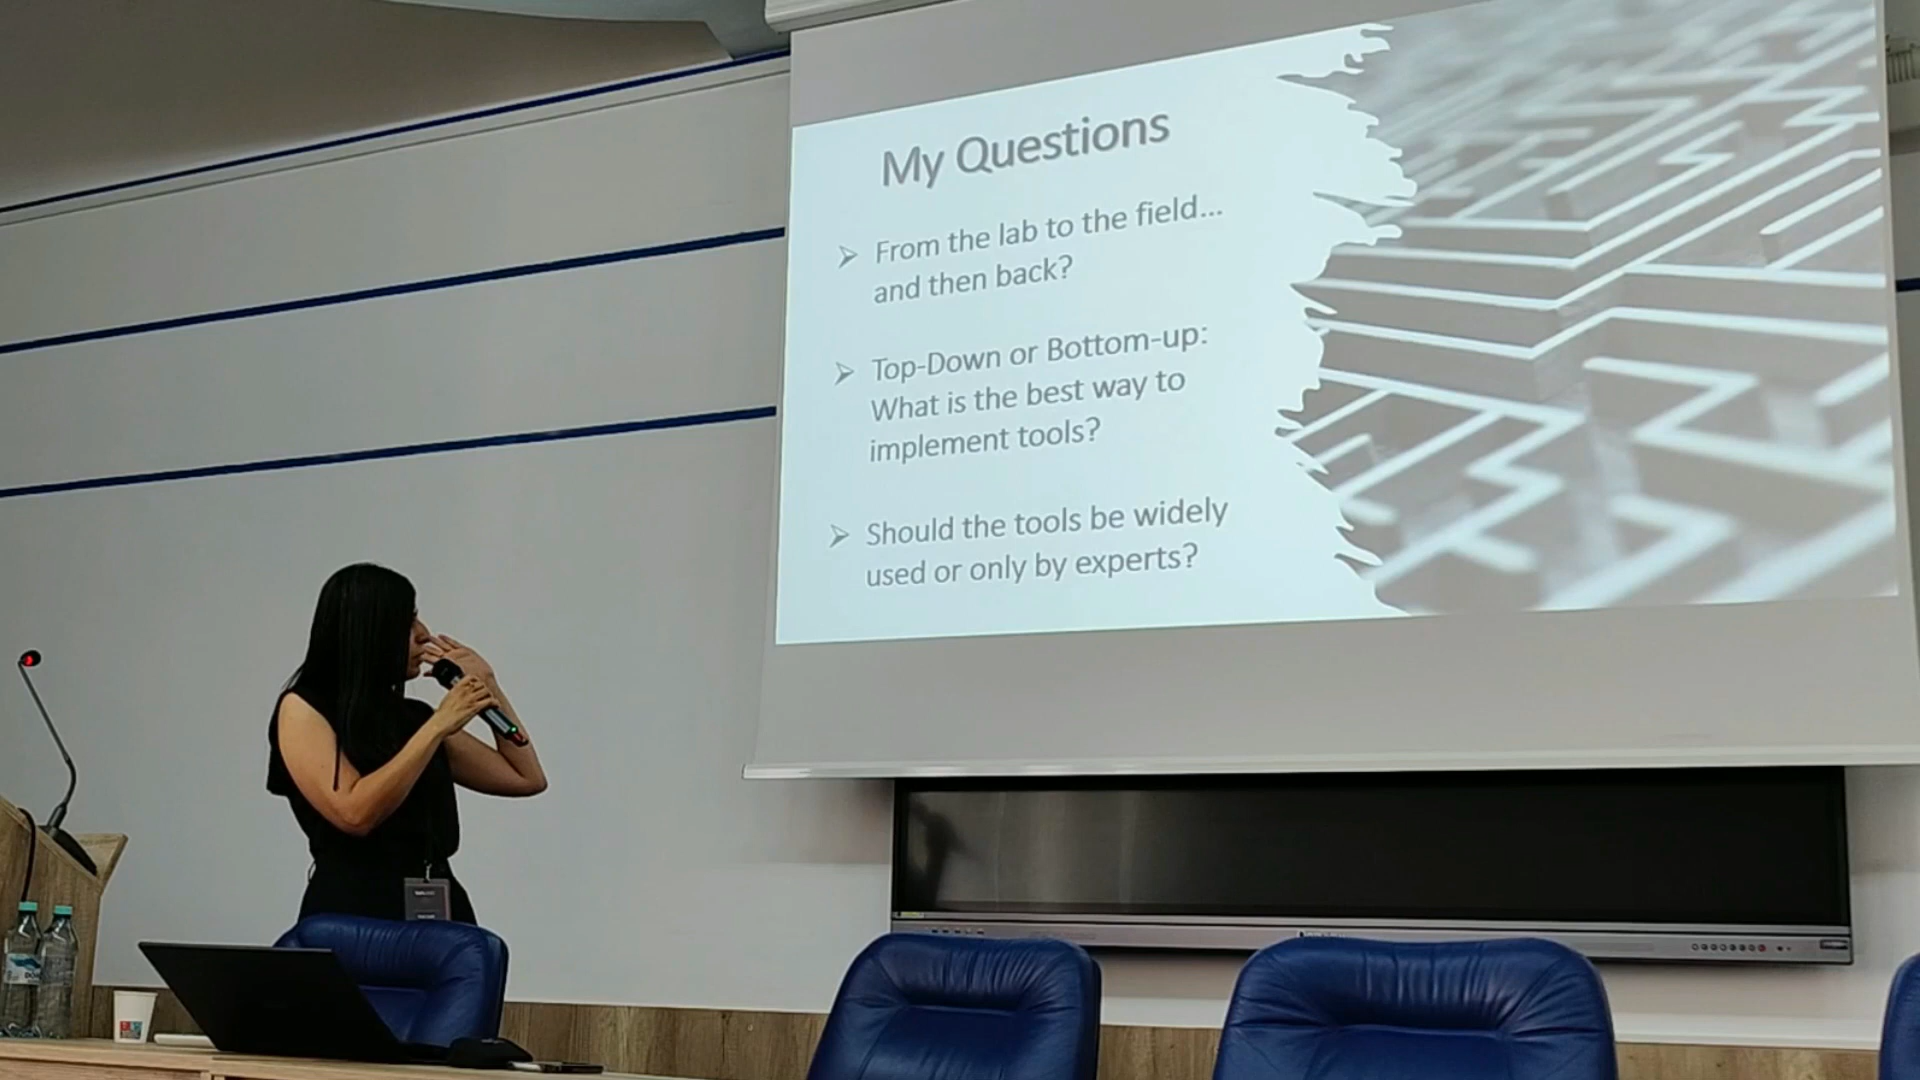 My Questions
➢ From the lab to the field...
and then back?
➢ Top-Down or Bottom-up:
What is the best way to
implement tools?
➢ Should the tools be widely
used or only by experts?